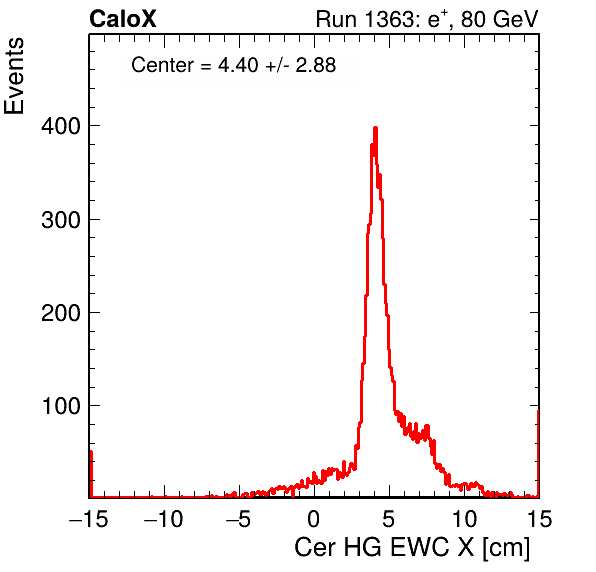 CaloX
Run 1363: e+, 80 GeV
Events
Center = 4.40 +/- 2.88
400
300
200
100
−15 −10 −5 0 5 10 15
Cer HG EWC X [cm]